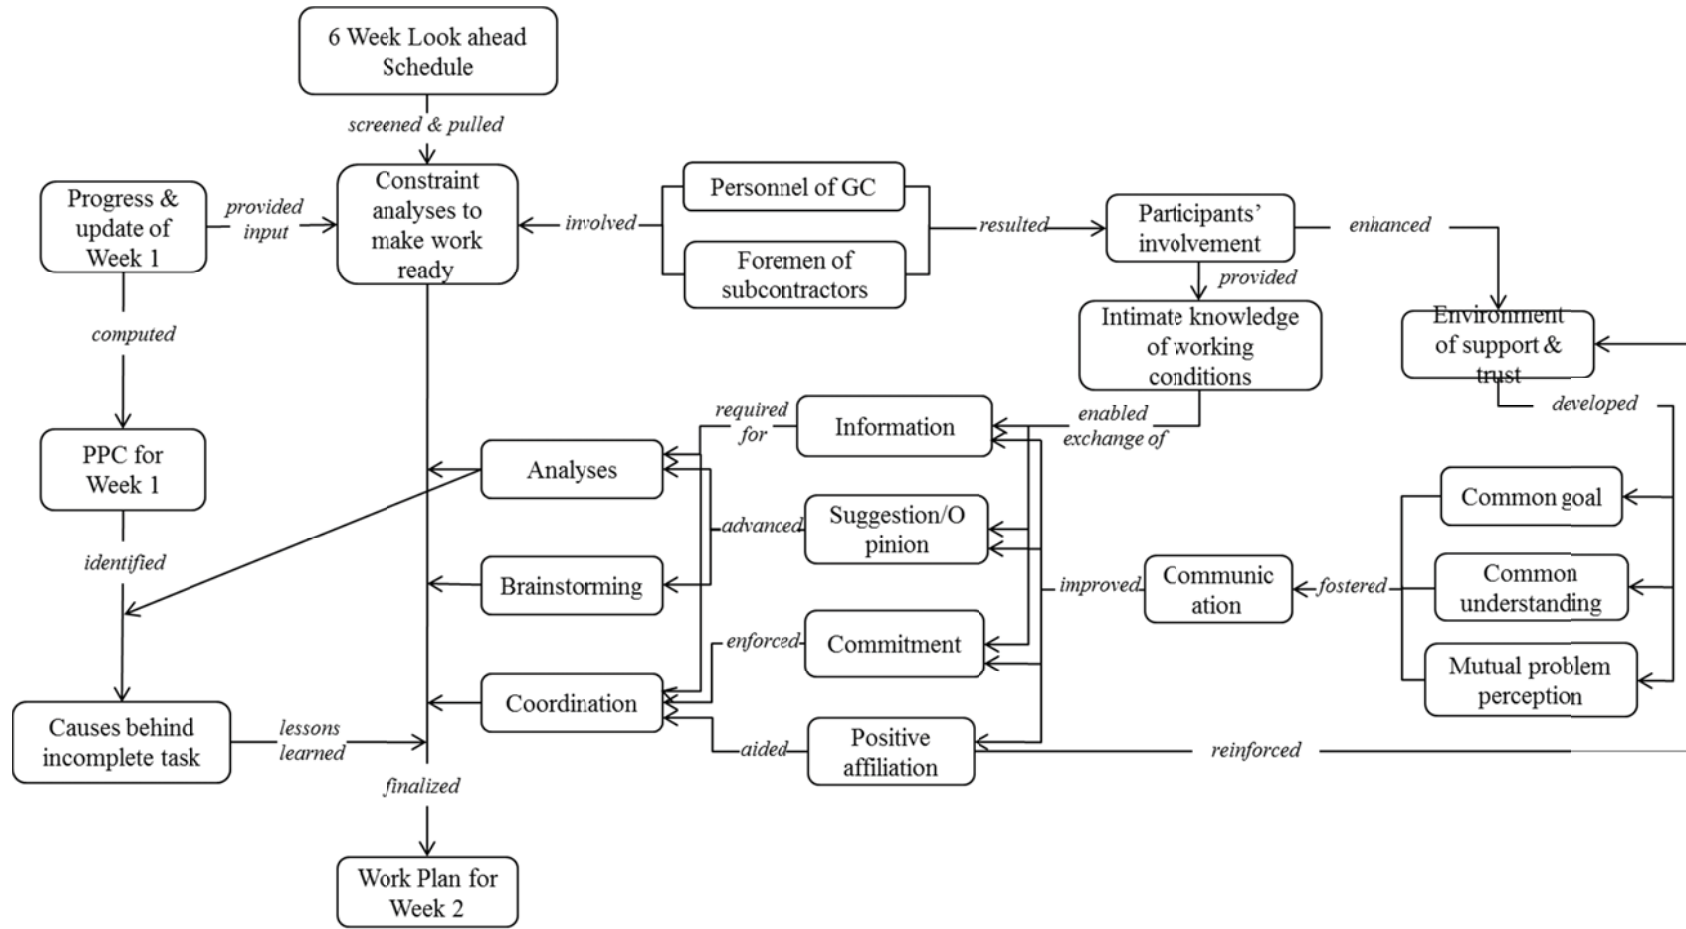 6 Week Look ahead
Schedule
screened & pulled
Progress &
update of
Week 1
provided
input
Constraint
analyses to
make work
ready
involved
Personnel of GC
Foremen of
subcontractors
resulted
Participants’
involvement
enhanced
provided
Intimate knowledge
of working
conditions
Environment
of support &
trust
computed
developed
PPC for
Week 1
identified
Analyses
required
for
Information
enabled
exchange of
Brainstorming
advanced
Suggestion/O
pinion
Common goal
Common
understanding
Mutual problem
perception
fostered
Communic
ation
improved
Commitment
enforced
Coordination
aided
Positive
affiliation
reinforced
Causes behind
incomplete task
lessons
learned
finalized
Work Plan for
Week 2